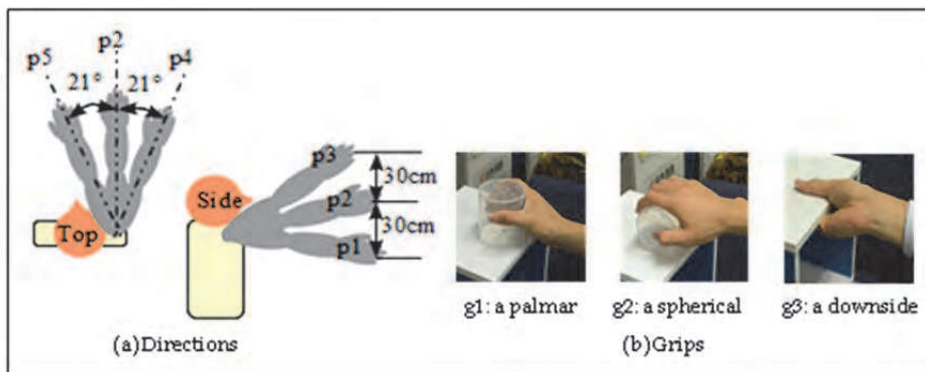 p2
p5
p4
21°
21°
Top
p3
30cm
Side
p2
30cm
p1
g1: a palmar
g2: a spherical
g3: a downside
(a)Directions
(b)Grips